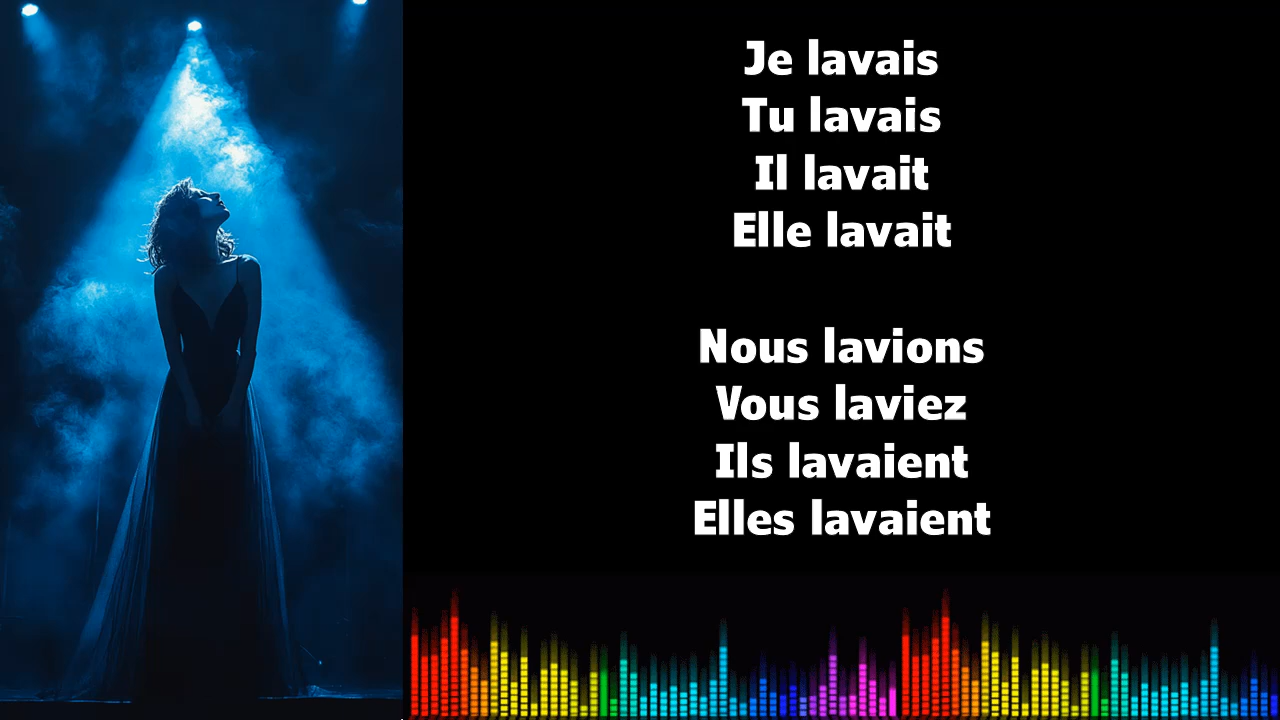 Je lavais
Tu lavais
Il lavait
Elle lavait
Nous lavions
Vous laviez
Ils lavaient
Elles lavaient